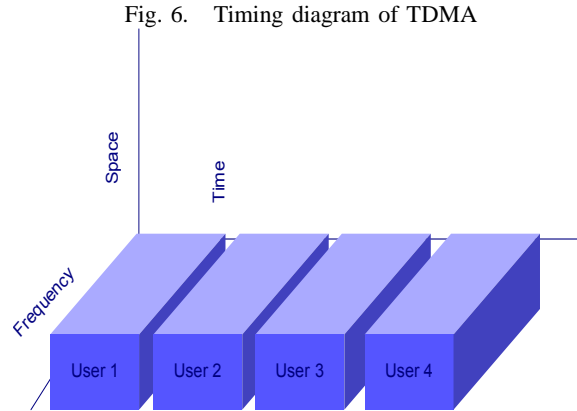 Fig. 6. Timing diagram of TDMA
Space
Time
Frequency
User 1
User 2
User 3
User 4